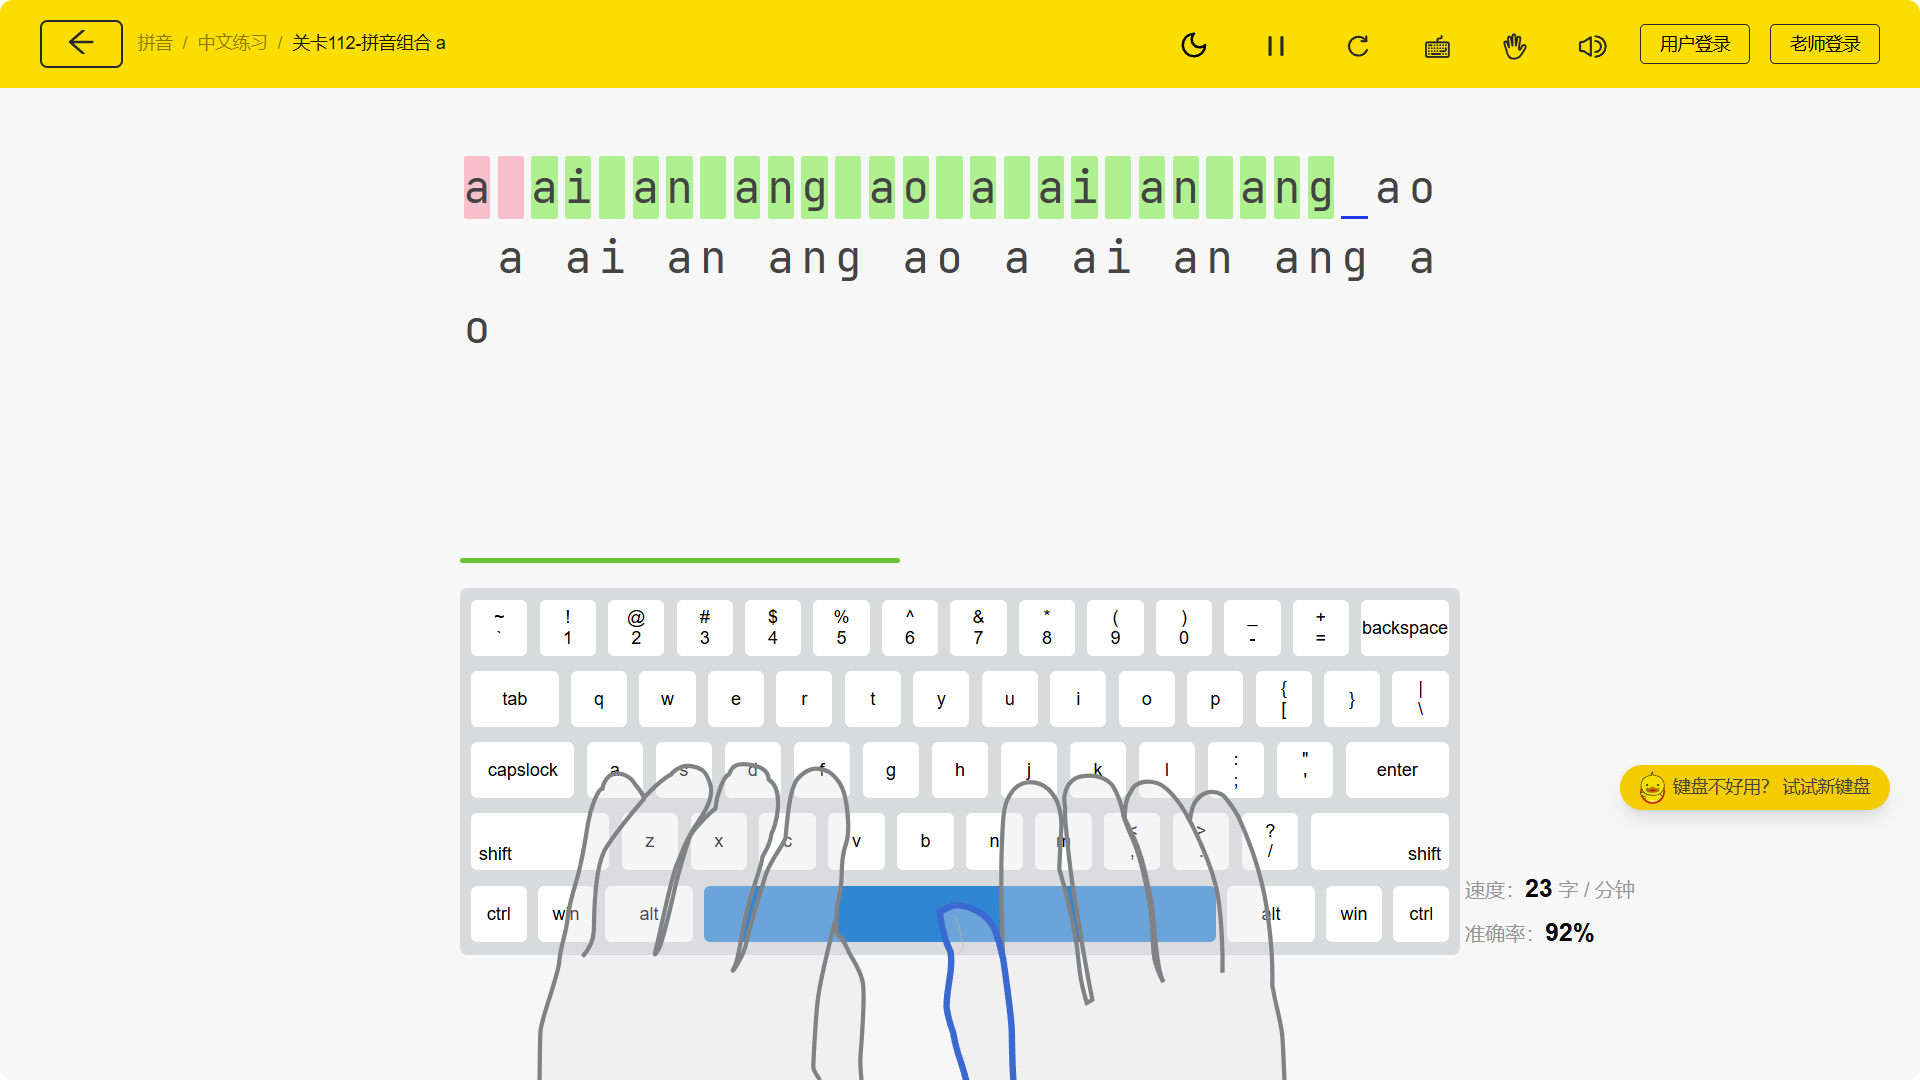 拼音 / 中文练习 / 关卡112-拼音组合 a
用户登录 老师登录
a ai an ang ao a ai an ang_ao
a ai an ang ao a ai an ang a
o
~ ` ! 1 @ 2 # 3 $ 4 % 5 ^ 6 & 7 * 8 ( 9 ) 0 _ - + = backspace
tab q w e r t y u i o p { [ } | \
capslock a s d f g h j k l : ; " ' enter
shift z x c v b n m < , > . ? / shift
ctrl win alt alt win ctrl
键盘不好用？ 试试新键盘
速度：23 字 / 分钟
准确率：92%